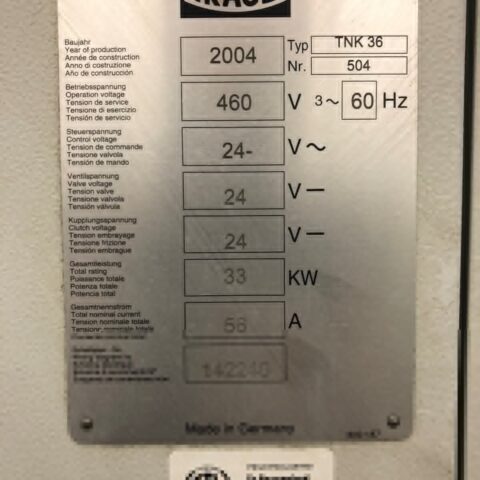 Baujahr
Year of production
Année de construction
Anno di costruzione
Año de construcción
2004
Typ TNK 36
Nr. 504
Betriebsspannung
Operation voltage
Tension de service
Tensione di esercizio
Tensión de servicio
460 V 3~ 60 Hz
Steuerspannung
Control voltage
Tension de commande
Tensione valvola
Tensión de mando
24- V ~
Ventilspannung
Valve voltage
Tension valve
Tensione valvola
Tensión válvula
24 V –
Kupplungsspannung
Clutch voltage
Tension embrayage
Tensione frizione
Tensión embrague
24 V –
Gesamtleistung
Total rating
Puissance totale
Potenza totale
Potencia total
33 KW
Gesamtnennstrom
Total nominal current
Tension nominale totale
Tensione nominale totale
A
Made in Germany